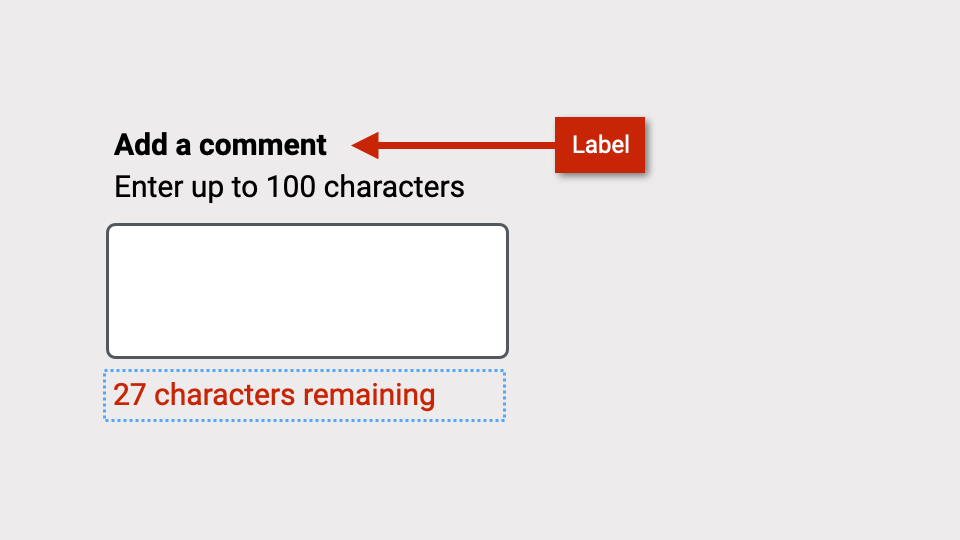 Add a comment
Label
Enter up to 100 characters
27 characters remaining